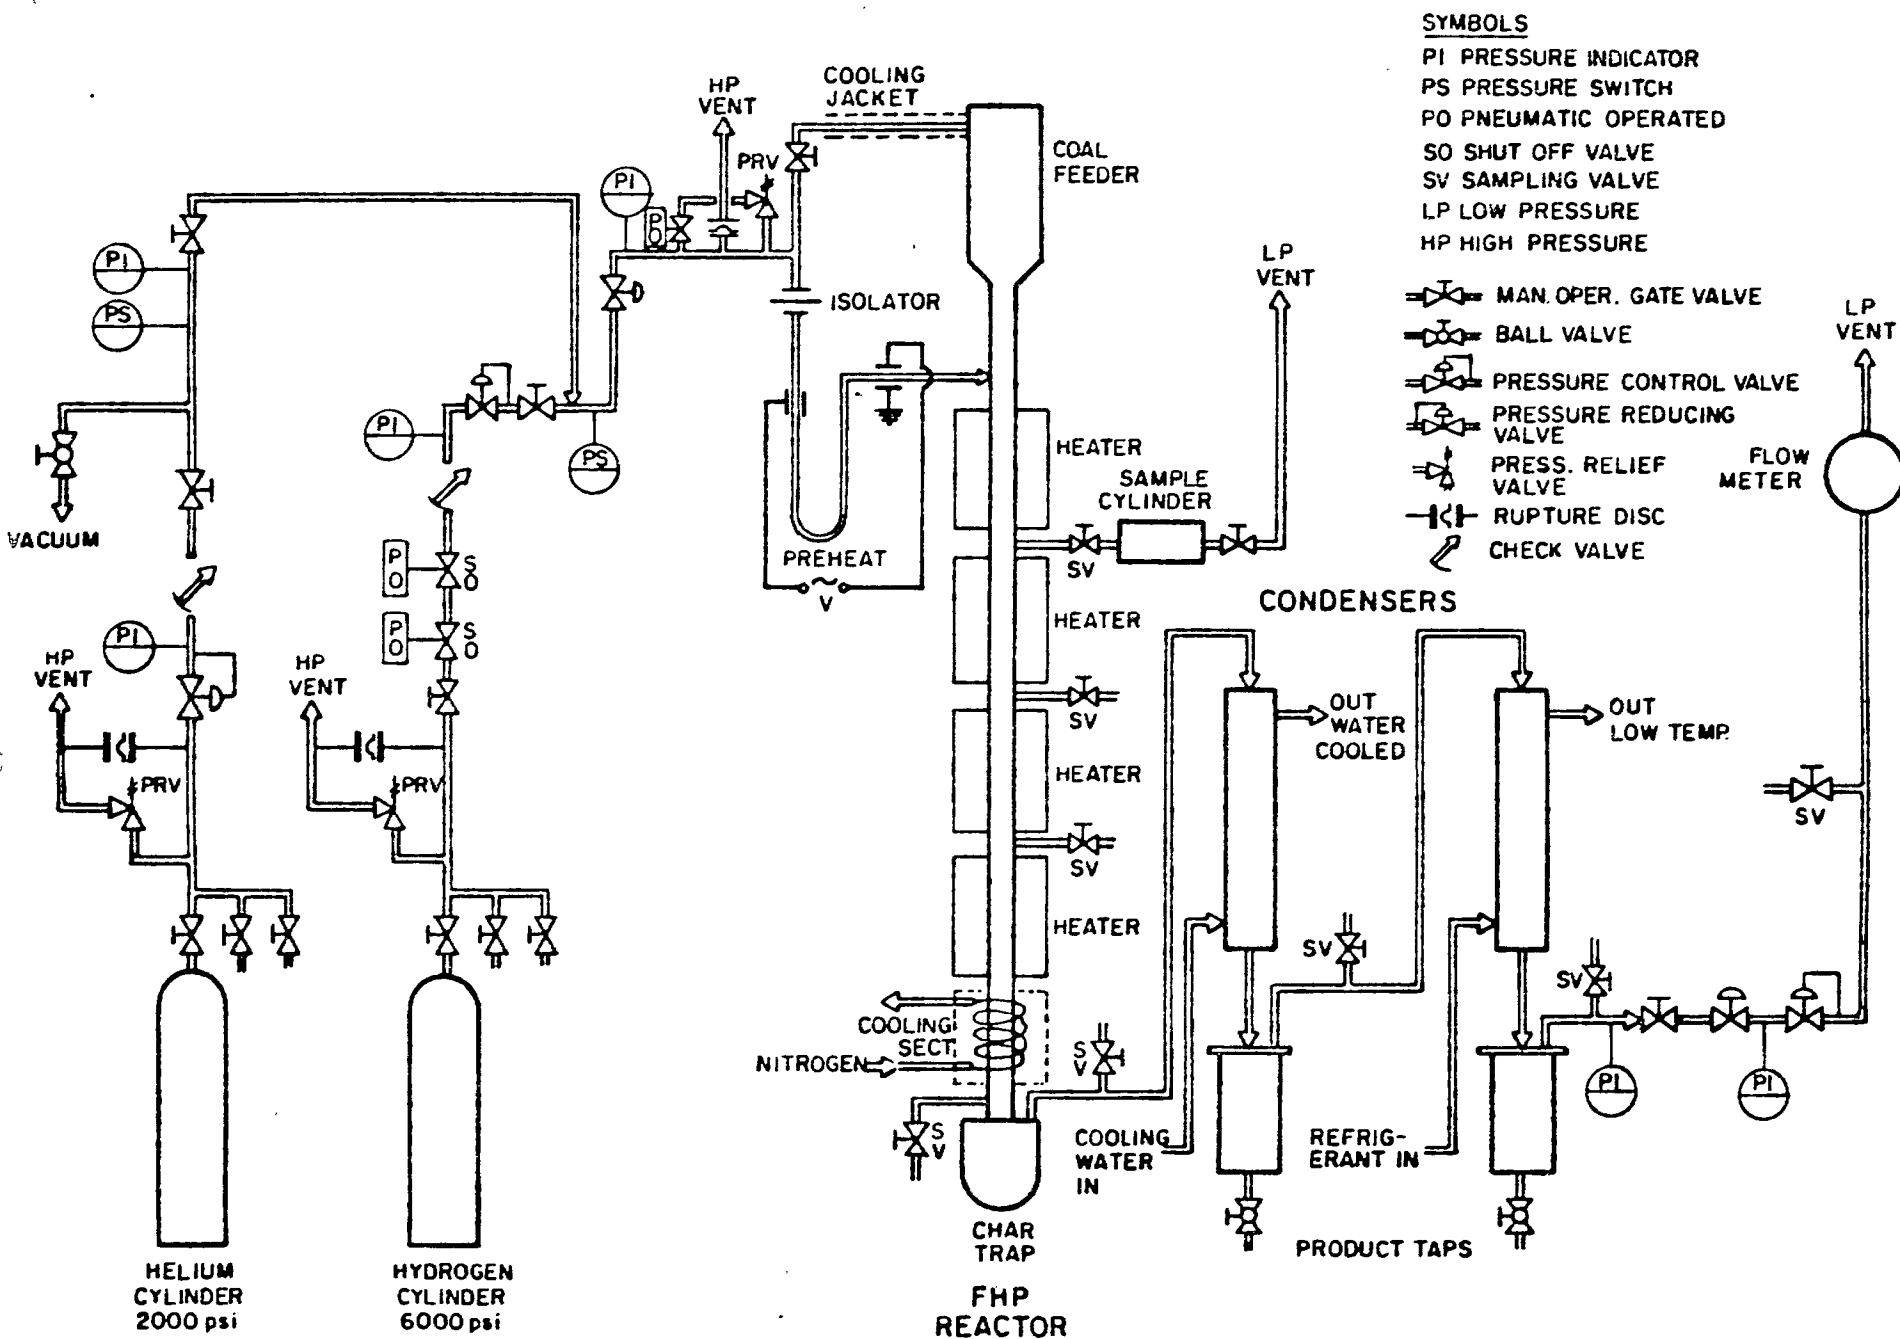 SYMBOLS
PI PRESSURE INDICATOR
PS PRESSURE SWITCH
PO PNEUMATIC OPERATED
SO SHUT OFF VALVE
SV SAMPLING VALVE
LP LOW PRESSURE
HP HIGH PRESSURE
MAN. OPER. GATE VALVE
BALL VALVE
PRESSURE CONTROL VALVE
PRESSURE REDUCING
VALVE
PRESS. RELIEF
VALVE
RUPTURE DISC
CHECK VALVE
COOLING
JACKET
HP
VENT
PRV
PI
PO
COAL
FEEDER
PI
PS
ISOLATOR
LP
VENT
LP
VENT
PI
PS
VACUUM
HEATER
SAMPLE
CYLINDER
FLOW
METER
PREHEAT
V
SV
PO
SO
PO
SO
CONDENSERS
HEATER
PI
HP
VENT
HP
VENT
SV
OUT
WATER
COOLED
OUT
LOW TEMP.
PRV
PRV
HEATER
SV
SV
HEATER
SV
SV
COOLING
SECT.
NITROGEN
SV
SV
PI
PI
COOLING
WATER
IN
REFRIG-
ERANT IN
CHAR
TRAP
PRODUCT TAPS
HELIUM
CYLINDER
2000 psi
HYDROGEN
CYLINDER
6000 psi
FHP
REACTOR